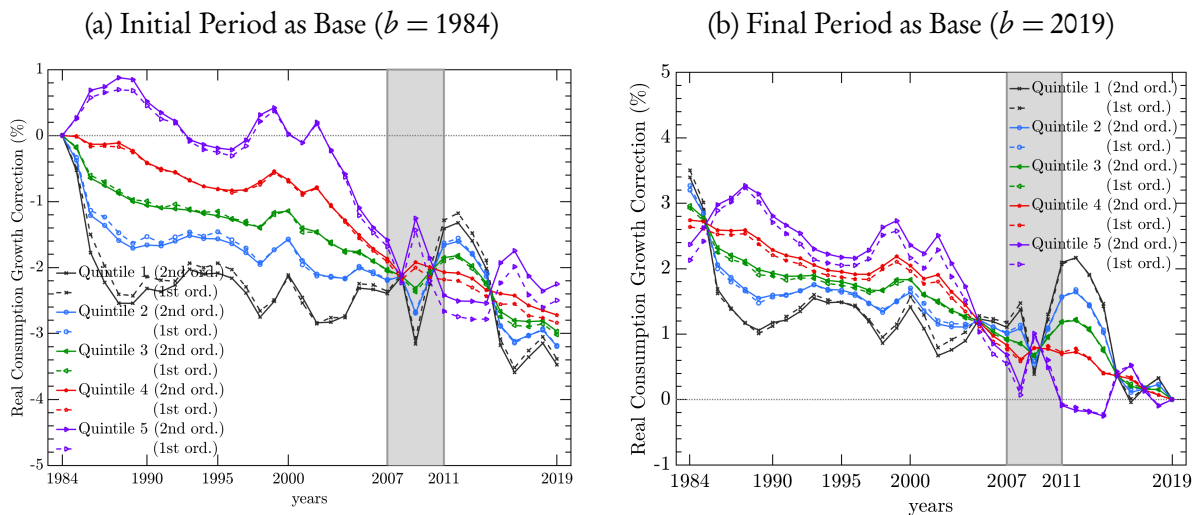 (a) Initial Period as Base (b = 1984)
Real Consumption Growth Correction (%)
1
0
-1
-2
-3
-4
-5
Quintile 1 (2nd ord.)
(1st ord.)
Quintile 2 (2nd ord.)
(1st ord.)
Quintile 3 (2nd ord.)
(1st ord.)
Quintile 4 (2nd ord.)
(1st ord.)
Quintile 5 (2nd ord.)
(1st ord.)
1984 1990 1995 2000 2007 2011 2019
years
(b) Final Period as Base (b = 2019)
Real Consumption Growth Correction (%)
5
4
3
2
1
0
-1
Quintile 1 (2nd ord.)
(1st ord.)
Quintile 2 (2nd ord.)
(1st ord.)
Quintile 3 (2nd ord.)
(1st ord.)
Quintile 4 (2nd ord.)
(1st ord.)
Quintile 5 (2nd ord.)
(1st ord.)
1984 1990 1995 2000 2007 2011 2019
years